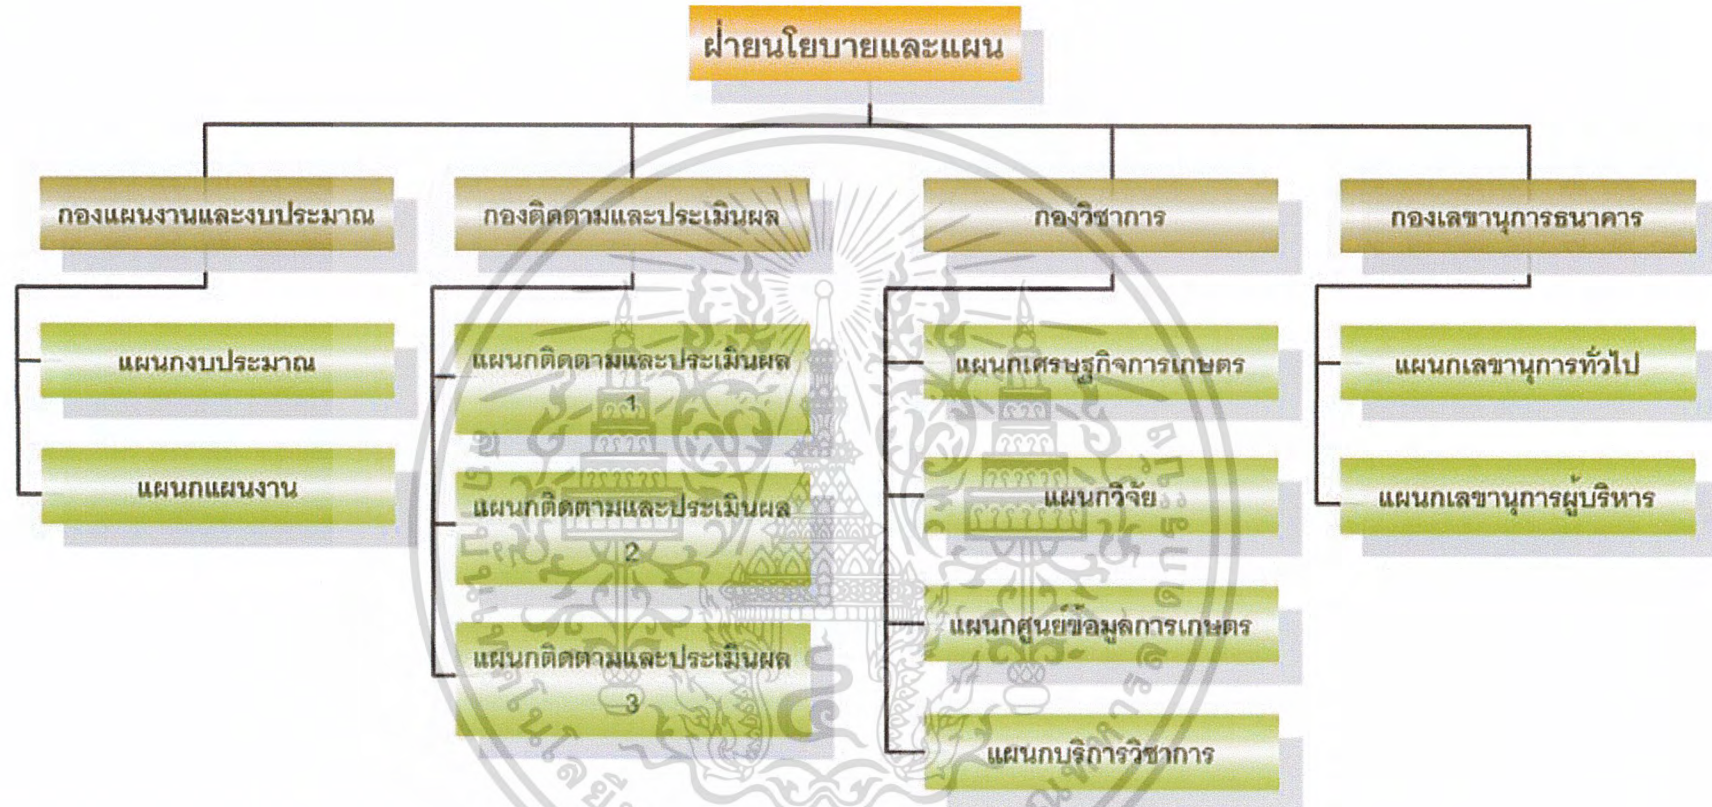 ฝ่ายนโยบายและแผน
กองแผนงานและงบประมาณ
กองติดตามและประเมินผล
กองวิชาการ
กองเลขานุการธนาคาร
แผนกงบประมาณ
แผนกแผนงาน
แผนกติดตามและประเมินผล
1
แผนกติดตามและประเมินผล
2
แผนกติดตามและประเมินผล
3
แผนกเศรษฐกิจการเกษตร
แผนกวิจัย
แผนกศูนย์ข้อมูลการเกษตร
แผนกบริการวิชาการ
แผนกเลขานุการทั่วไป
แผนกเลขานุการผู้บริหาร